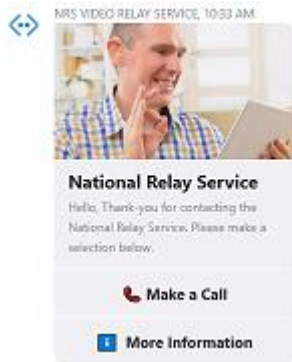 NRS VIDEO RELAY SERVICE, 10:33 AM
National Relay Service
Hello, Thank-you for contacting the
National Relay Service. Please make a
selection below.
Make a Call
More Information